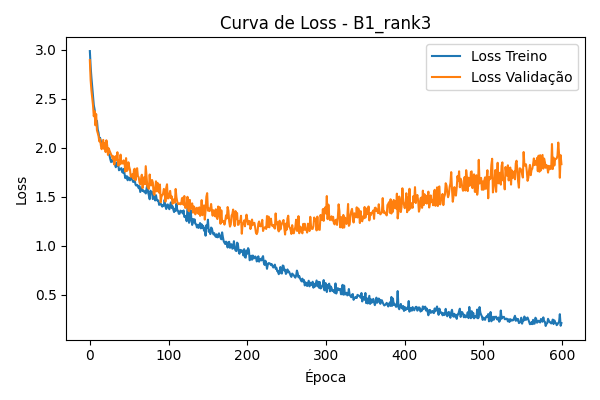 Curva de Loss - B1_rank3
Loss Treino
Loss Validação
3.0
2.5
2.0
1.5
1.0
0.5
Loss
0 100 200 300 400 500 600
Época